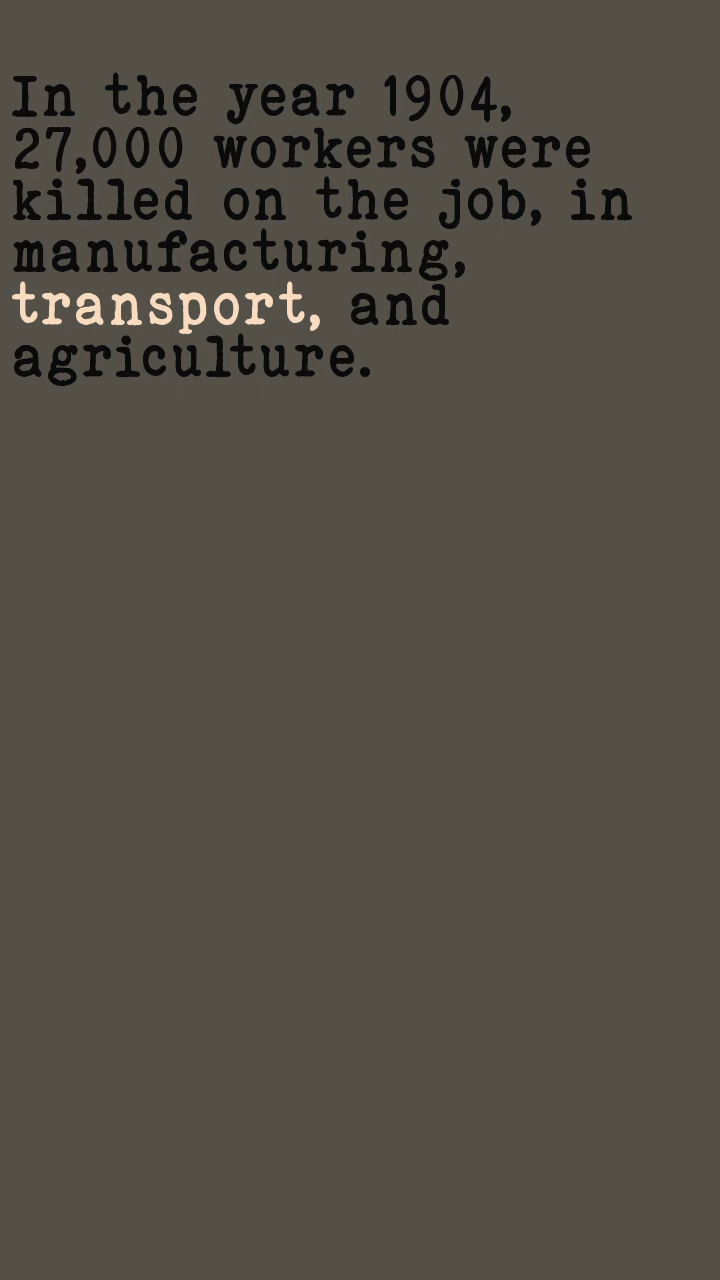 In the year 1904,
27,000 workers were
killed on the job, in
manufacturing,
transport, and
agriculture.